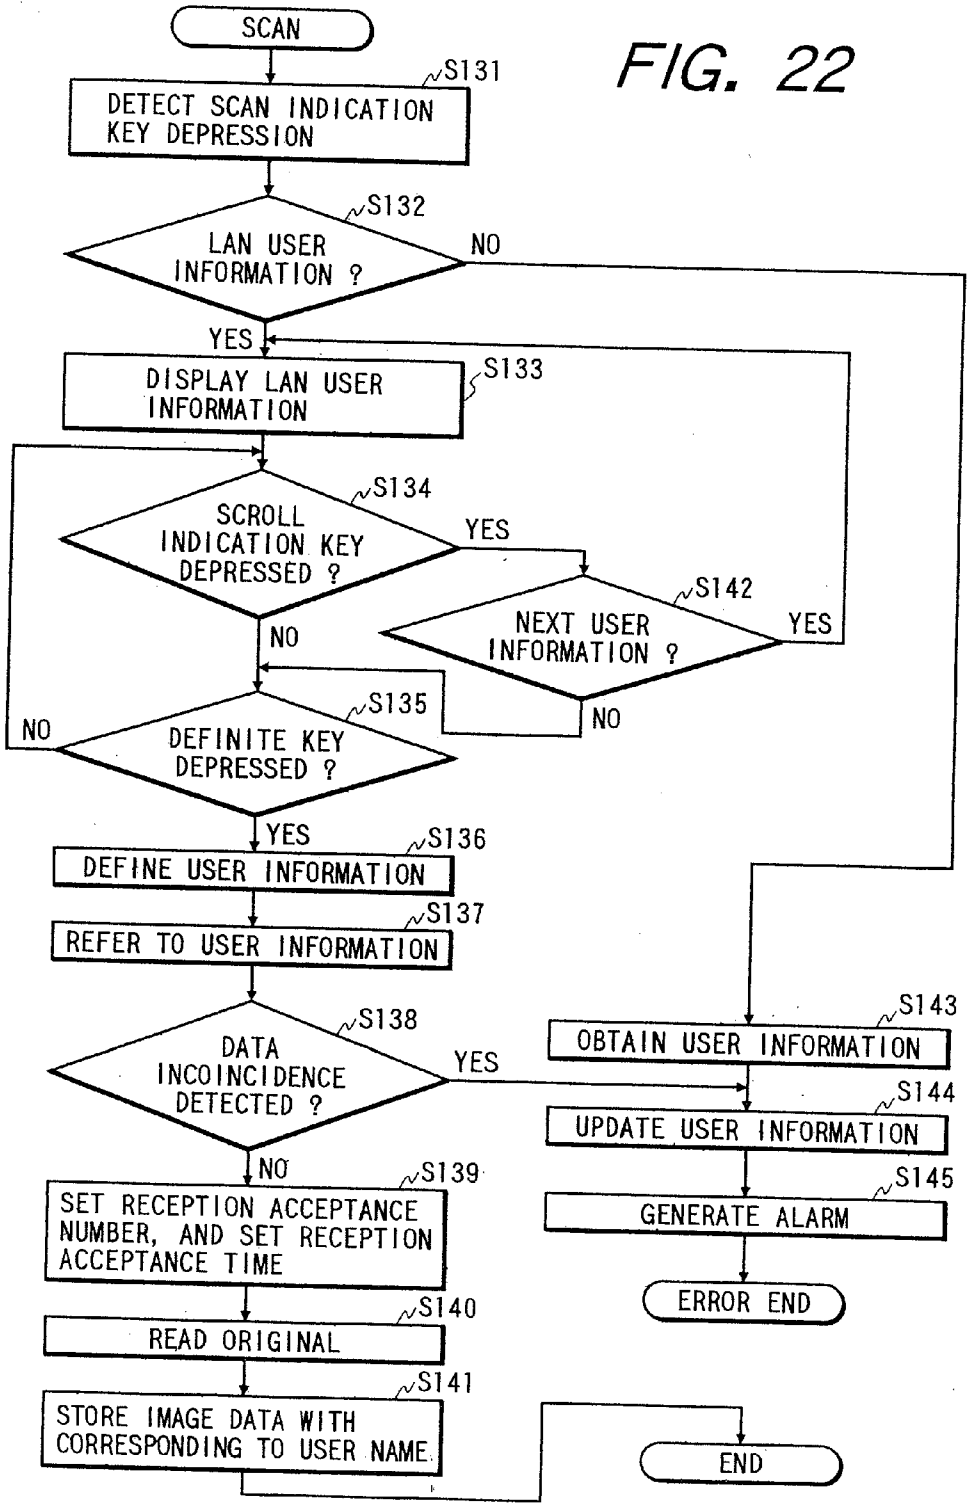 SCAN
FIG. 22
S131
DETECT SCAN INDICATION
KEY DEPRESSION
S132
LAN USER
INFORMATION ?
NO
YES
S133
DISPLAY LAN USER
INFORMATION
S134
SCROLL
INDICATION KEY
DEPRESSED ?
YES
S142
NEXT USER
INFORMATION ?
YES
NO
NO
S135
DEFINITE KEY
DEPRESSED ?
NO
YES
S136
DEFINE USER INFORMATION
S137
REFER TO USER INFORMATION
S138
DATA
INCOINCIDENCE
DETECTED ?
YES
S143
OBTAIN USER INFORMATION
S144
UPDATE USER INFORMATION
NO
S139
SET RECEPTION ACCEPTANCE
NUMBER, AND SET RECEPTION
ACCEPTANCE TIME
S145
GENERATE ALARM
ERROR END
S140
READ ORIGINAL
S141
STORE IMAGE DATA WITH
CORRESPONDING TO USER NAME
END